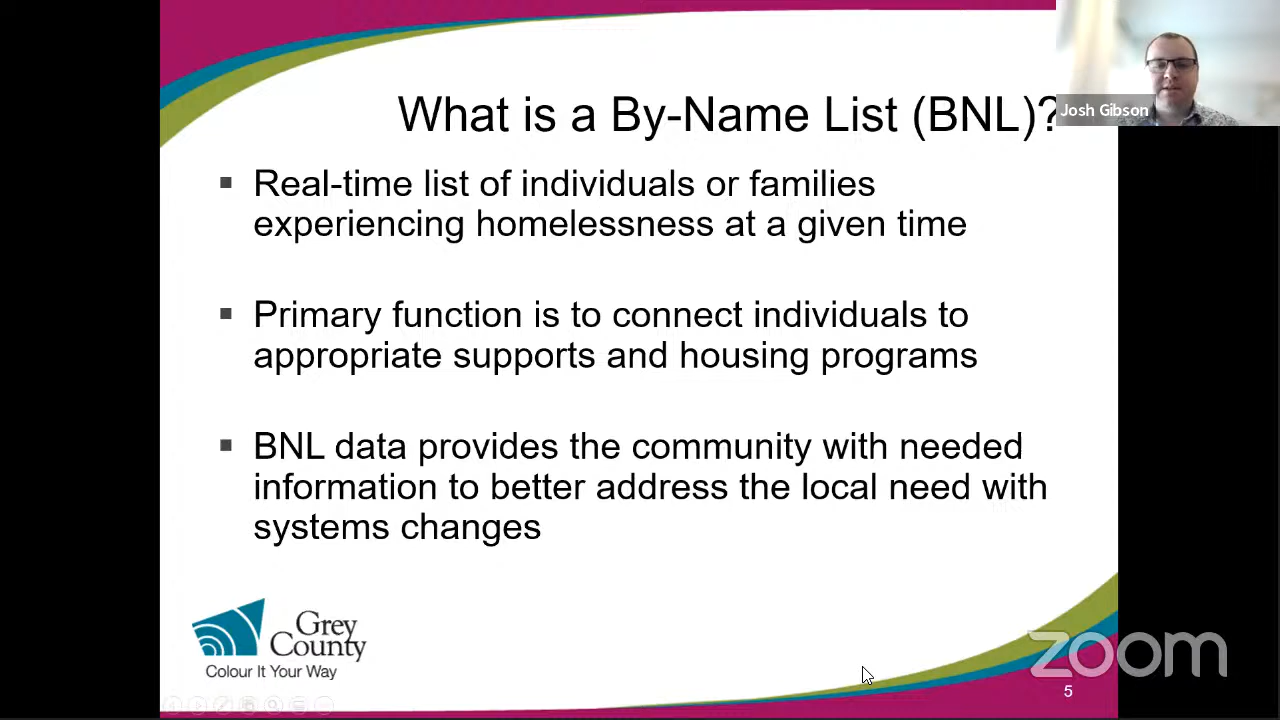 What is a By-Name List (BNL)?
Josh Gibson
▪ Real-time list of individuals or families
experiencing homelessness at a given time
▪ Primary function is to connect individuals to
appropriate supports and housing programs
▪ BNL data provides the community with needed
information to better address the local need with
systems changes
Grey
County
Colour It Your Way
zoom
5